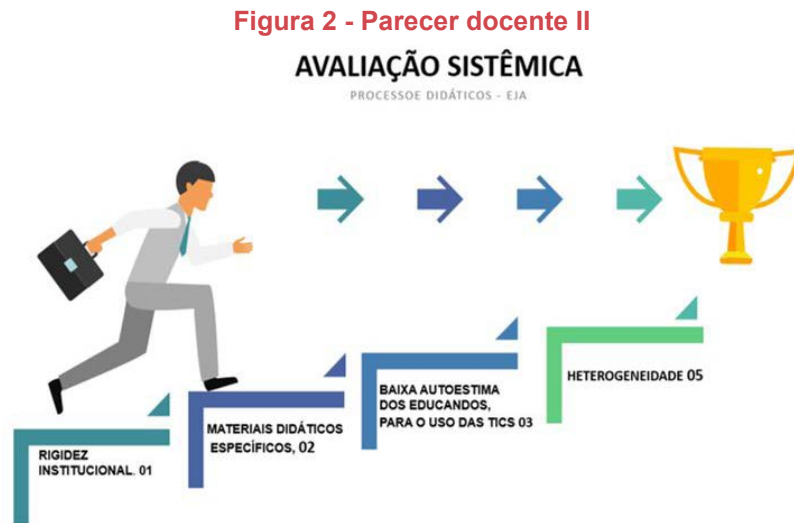 Figura 2 - Parecer docente II
AVALIAÇÃO SISTÊMICA
PROCESSOE DIDÁTICOS - EJA
RIGIDEZ
INSTITUCIONAL. 01
MATERIAIS DIDÁTICOS
ESPECÍFICOS, 02
BAIXA AUTOESTIMA
DOS EDUCANDOS,
PARA O USO DAS TICS 03
HETEROGENEIDADE 05